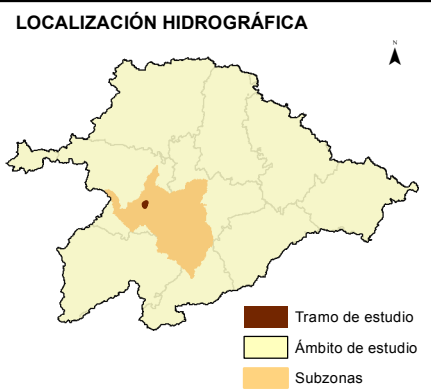 LOCALIZACIÓN HIDROGRÁFICA
N
Tramo de estudio
Ámbito de estudio
Subzonas